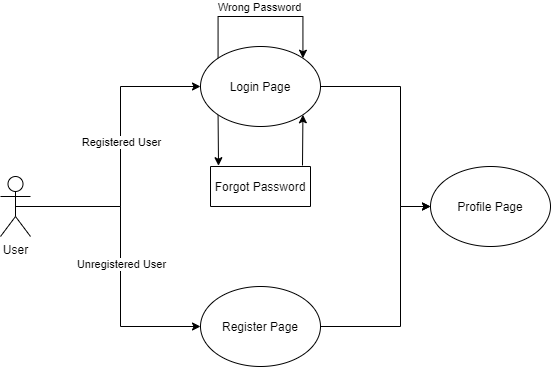 Wrong Password
Login Page
Registered User
Forgot Password
User
Profile Page
Unregistered User
Register Page